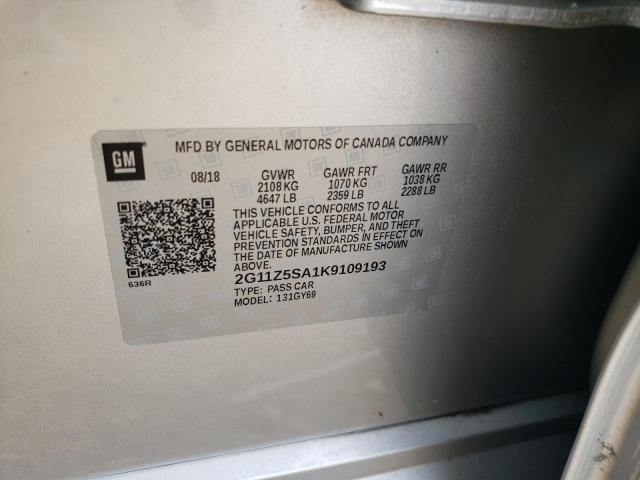 GM
MFD BY GENERAL MOTORS OF CANADA COMPANY
08/18 GVWR GAWR FRT GAWR RR
2108 KG 1070 KG 1038 KG
4647 LB 2359 LB 2288 LB
THIS VEHICLE CONFORMS TO ALL
APPLICABLE U.S. FEDERAL MOTOR
VEHICLE SAFETY, BUMPER, AND THEFT
PREVENTION STANDARDS IN EFFECT ON
THE DATE OF MANUFACTURE SHOWN
ABOVE.
636R
2G11Z5SA1K9109193
TYPE: PASS CAR
MODEL: 131GY69